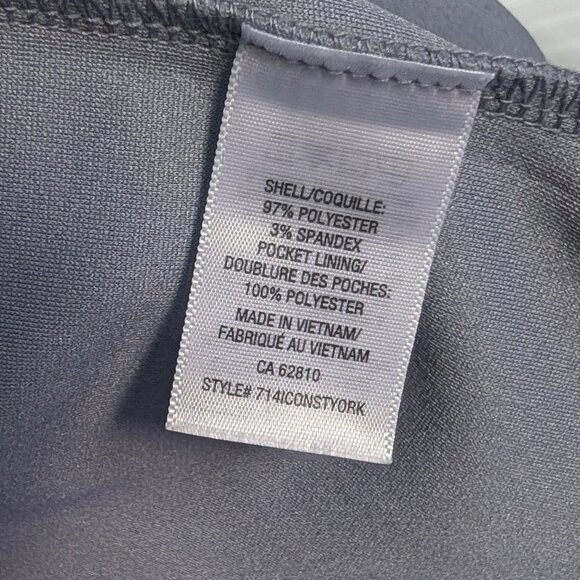 SHELL/COQUILLE:
97% POLYESTER
3% SPANDEX
POCKET LINING/
DOUBLURE DES POCHES:
100% POLYESTER
MADE IN VIETNAM/
FABRIQUÉ AU VIETNAM
CA 62810
STYLE# 714ICONSTYORK